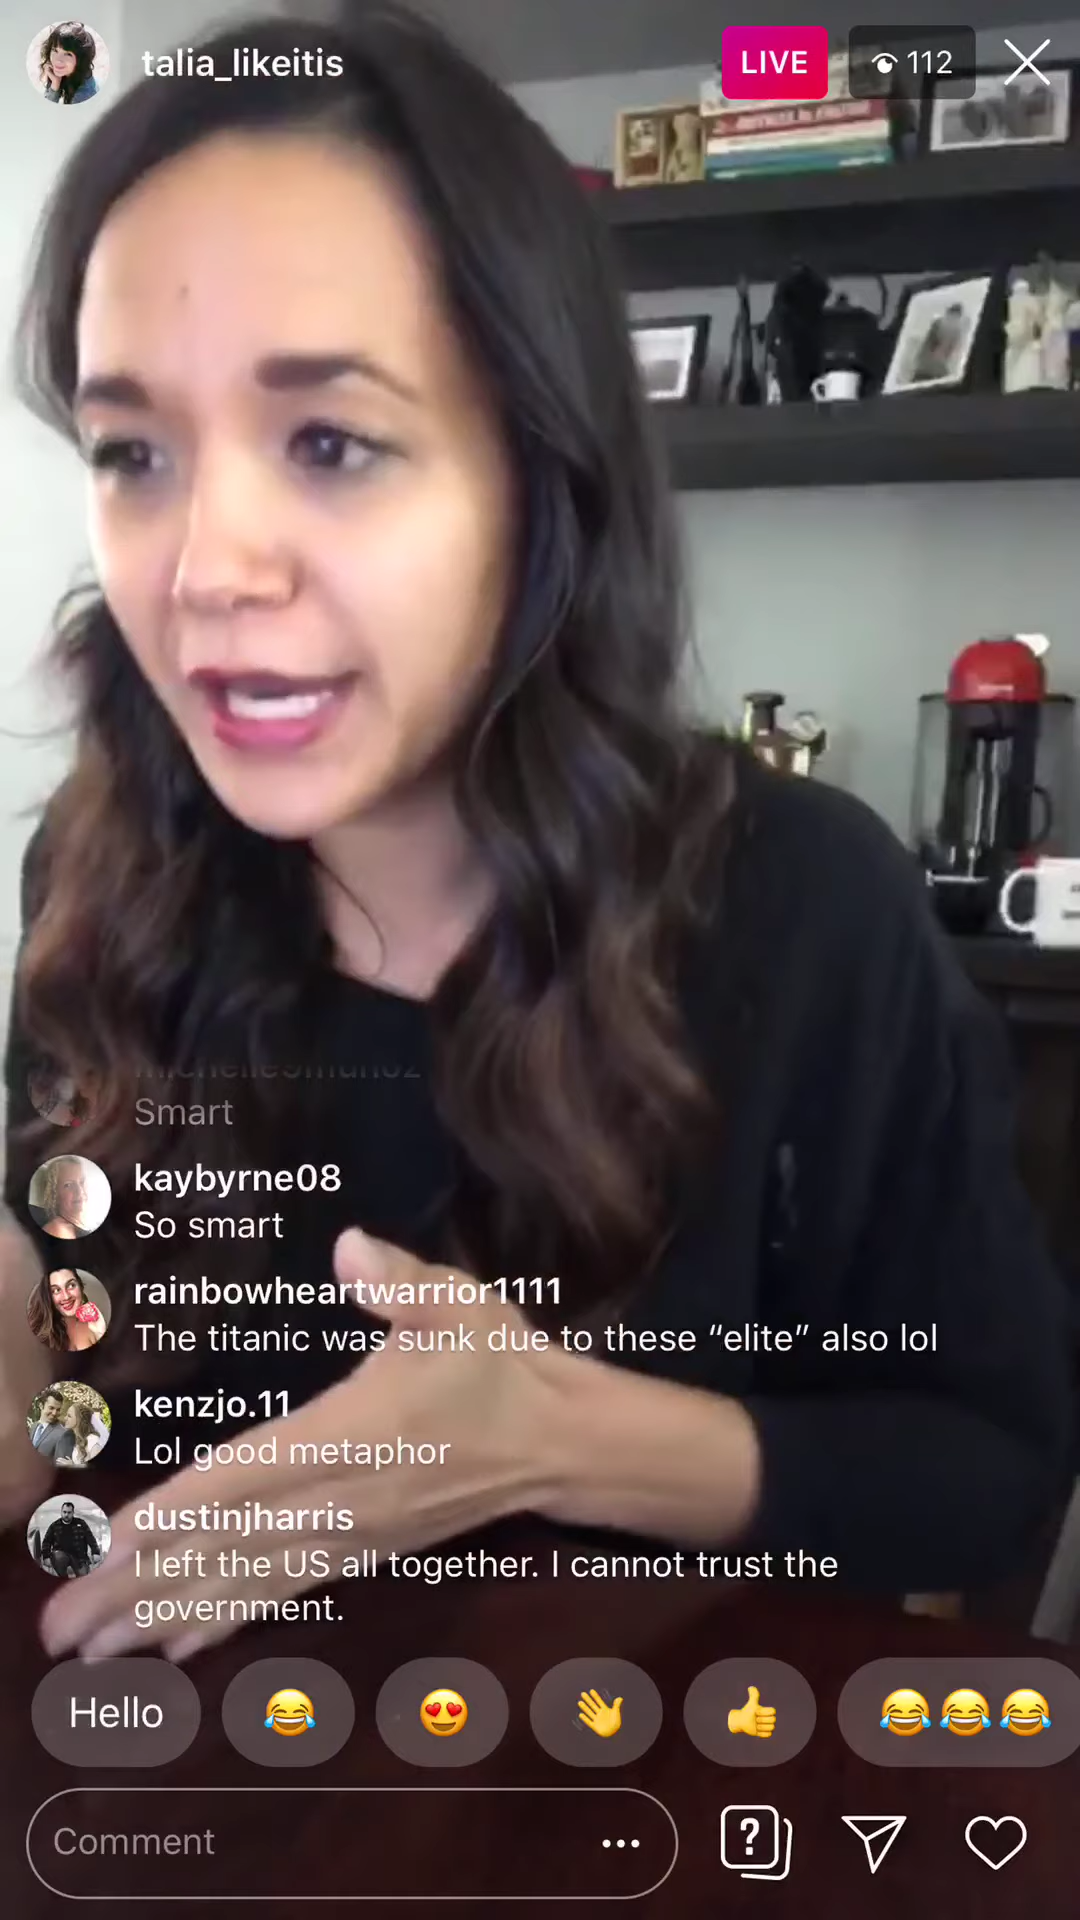 talia_likeitis
LIVE
112
Smart
kaybyrne08
So smart
rainbowheartwarrior1111
The titanic was sunk due to these “elite” also lol
kenzjo.11
Lol good metaphor
dustinjharris
I left the US all together. I cannot trust the
government.
Hello
Comment